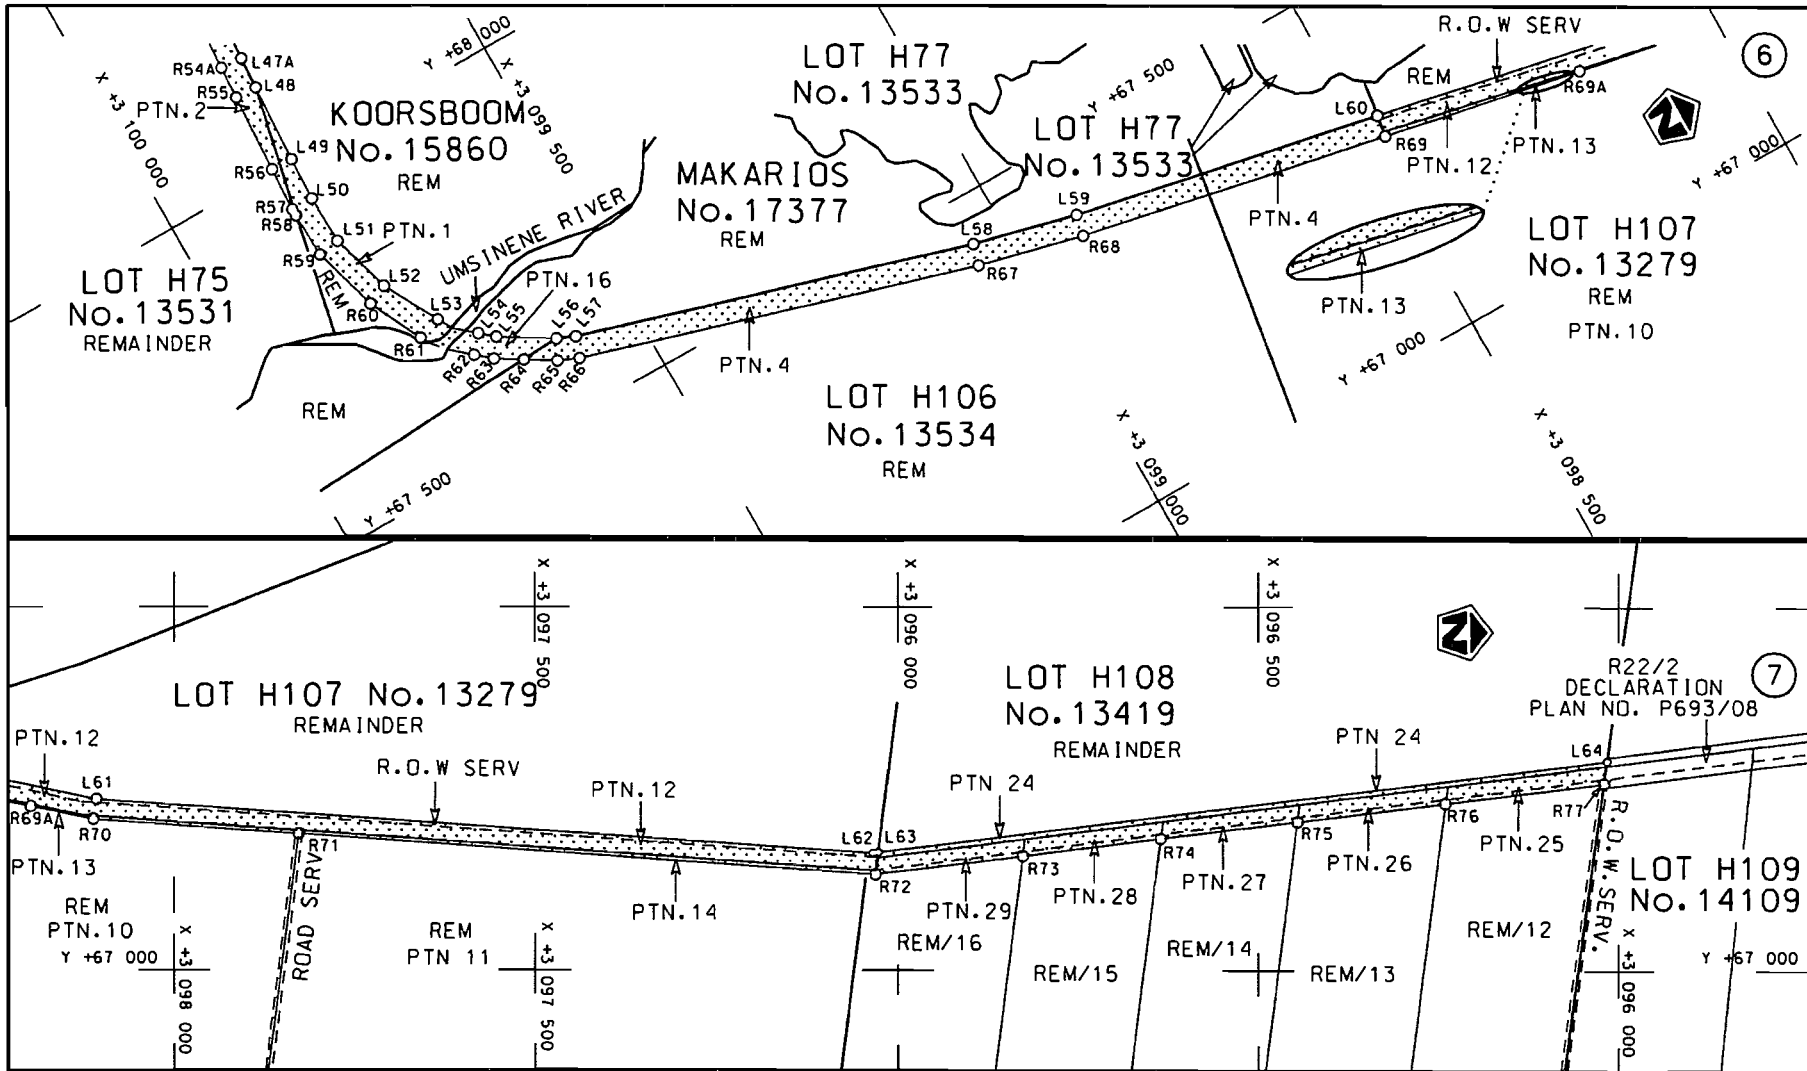 R.O.W SERV
6
Y +68 000
LOT H77
No.13533
REM
L47A
R54A
L48
R55
PTN.2
X +3 100 000
KOORSBOOM
No.15860
REM
X +3 099 500
Y +67 500
LOT H77
No.13533
L60
R69A
R69
PTN.12
PTN.13
Y +67 000
L49
R56
L50
MAKARIOS
No.17377
REM
L59
PTN.4
R57
R58
L51
PTN.1
UMSINENE RIVER
L58
R68
LOT H107
No.13279
REM
PTN.10
R59
LOT H75
No.13531
REMAINDER
REM
L52
PTN.16
R67
PTN.13
R60
L53
L54
L55
L56
L57
R61
R62
R63
R64
R65
R66
PTN.4
Y +67 000
REM
LOT H106
No.13534
REM
X +3 099 000
X +3 098 500
Y +67 500
X +3 097 500
X +3 096 000
X +3 096 500
LOT H107 No.13279
REMAINDER
LOT H108
No.13419
REMAINDER
R22/2
DECLARATION
PLAN NO. P693/08
7
PTN.12
L61
R.O.W SERV
PTN.12
PTN 24
PTN 24
L64
R69A
R70
R71
L62
L63
R72
R73
R74
R75
R76
R77
PTN.13
PTN.14
PTN.29
PTN.28
PTN.27
PTN.26
PTN.25
R.O.W.SERV.
LOT H109
No.14109
REM
PTN.10
Y +67 000
X +3 098 000
ROAD SERV
REM
PTN 11
X +3 097 500
REM/16
REM/15
REM/14
REM/13
REM/12
X +3 096 000
Y +67 000